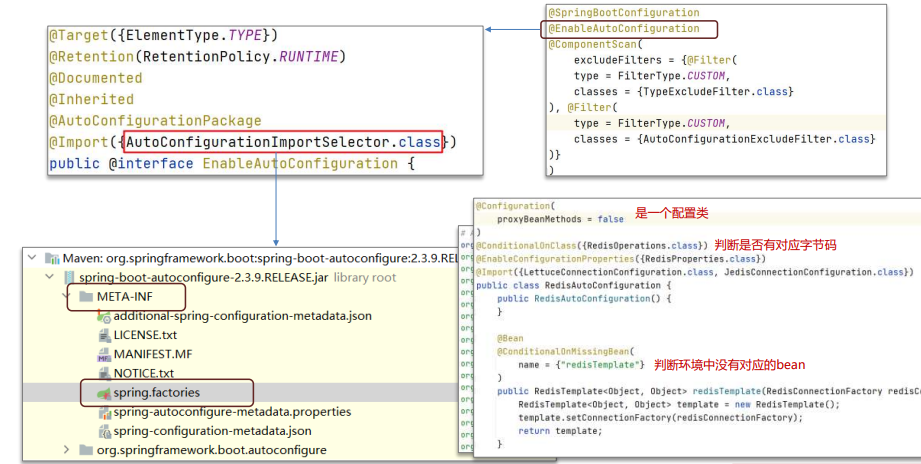 @Target({ElementType.TYPE})
@Retention(RetentionPolicy.RUNTIME)
@Documented
@Inherited
@AutoConfigurationPackage
@Import({AutoConfigurationImportSelector.class})
public @interface EnableAutoConfiguration {
@SpringBootConfiguration
@EnableAutoConfiguration
@ComponentScan(
excludeFilters = {@Filter(
type = FilterType.CUSTOM,
classes = {TypeExcludeFilter.class}
), @Filter(
type = FilterType.CUSTOM,
classes = {AutoConfigurationExcludeFilter.class}
)}
)
Maven: org.springframework.boot:spring-boot-autoconfigure:2.3.9.REL
spring-boot-autoconfigure-2.3.9.RELEASE.jar library root
META-INF
additional-spring-configuration-metadata.json
LICENSE.txt
MANIFEST.MF
NOTICE.txt
spring.factories
spring-autoconfigure-metadata.properties
spring-configuration-metadata.json
org.springframework.boot.autoconfigure
@Configuration(
proxyBeanMethods = false 是一个配置类
)
@ConditionalOnClass({RedisOperations.class}) 判断是否有对应字节码
@EnableConfigurationProperties({RedisProperties.class})
@Import({LettuceConnectionConfiguration.class, JedisConnectionConfiguration.class})
public class RedisAutoConfiguration {
public RedisAutoConfiguration() {
}
@Bean
@ConditionalOnMissingBean(
name = {"redisTemplate"} 判断环境中没有对应的bean
)
public RedisTemplate<Object, Object> redisTemplate(RedisConnectionFactory redisC
RedisTemplate<Object, Object> template = new RedisTemplate();
template.setConnectionFactory(redisConnectionFactory);
return template;
}